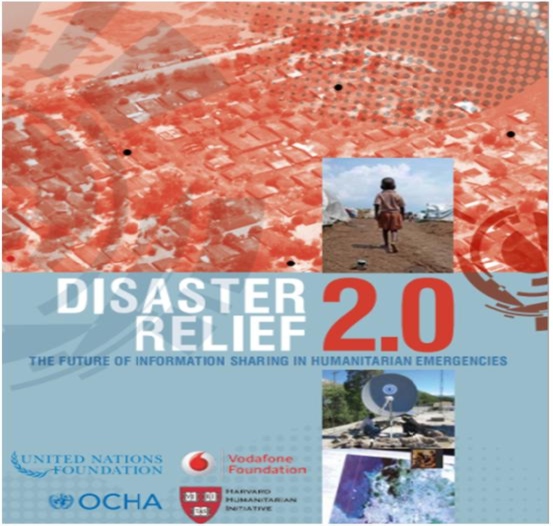 DISASTER
RELIEF 2.0
THE FUTURE OF INFORMATION SHARING IN HUMANITARIAN EMERGENCIES
UNITED NATIONS
FOUNDATION
Vodafone
Foundation
OCHA
HARVARD
HUMANITARIAN
INITIATIVE